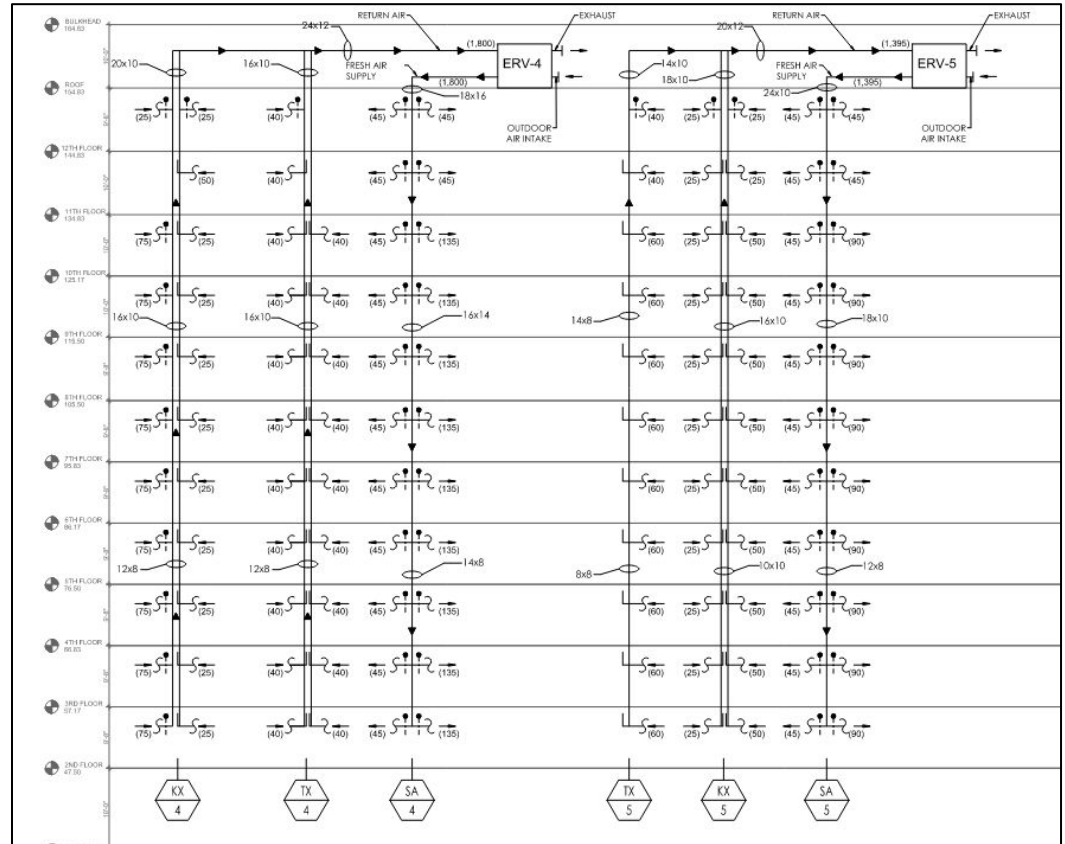 BULKHEAD
164.83
24x12
RETURN AIR
EXHAUST
20x12
RETURN AIR
EXHAUST
(1,800)
(1,395)
20x10
16x10
FRESH AIR
SUPPLY
ERV-4
14x10
18x10
FRESH AIR
SUPPLY
ERV-5
(1,800)
(1,395)
ROOF
154.83
18x16
24x10
(25) (25) (40) (40) (45) (45) (40) (25) (25) (45) (45)
OUTDOOR
AIR INTAKE
OUTDOOR
AIR INTAKE
12TH FLOOR
144.83
(50) (40) (45) (45) (40) (25) (25) (45) (45)
11TH FLOOR
134.83
(75) (25) (40) (40) (45) (135) (60) (25) (50) (45) (90)
10TH FLOOR
125.17
(75) (25) (40) (40) (45) (135) (60) (25) (50) (45) (90)
16x10 16x10 16x14 14x8 16x10 18x10
9TH FLOOR
115.50
(75) (25) (40) (40) (45) (135) (60) (25) (50) (45) (90)
8TH FLOOR
105.50
(75) (25) (40) (40) (45) (135) (60) (25) (50) (45) (90)
7TH FLOOR
95.83
(75) (25) (40) (40) (45) (135) (60) (25) (50) (45) (90)
6TH FLOOR
86.17
(75) (25) (40) (40) (45) (135) (60) (25) (50) (45) (90)
12x8 12x8 14x8 8x8 10x10 12x8
5TH FLOOR
76.50
(75) (25) (40) (40) (45) (135) (60) (25) (50) (45) (90)
4TH FLOOR
66.83
(75) (25) (40) (40) (45) (135) (60) (25) (50) (45) (90)
3RD FLOOR
57.17
(75) (25) (40) (40) (45) (135) (60) (25) (50) (45) (90)
2ND FLOOR
47.50
KX TX SA TX KX SA
4 4 4 5 5 5